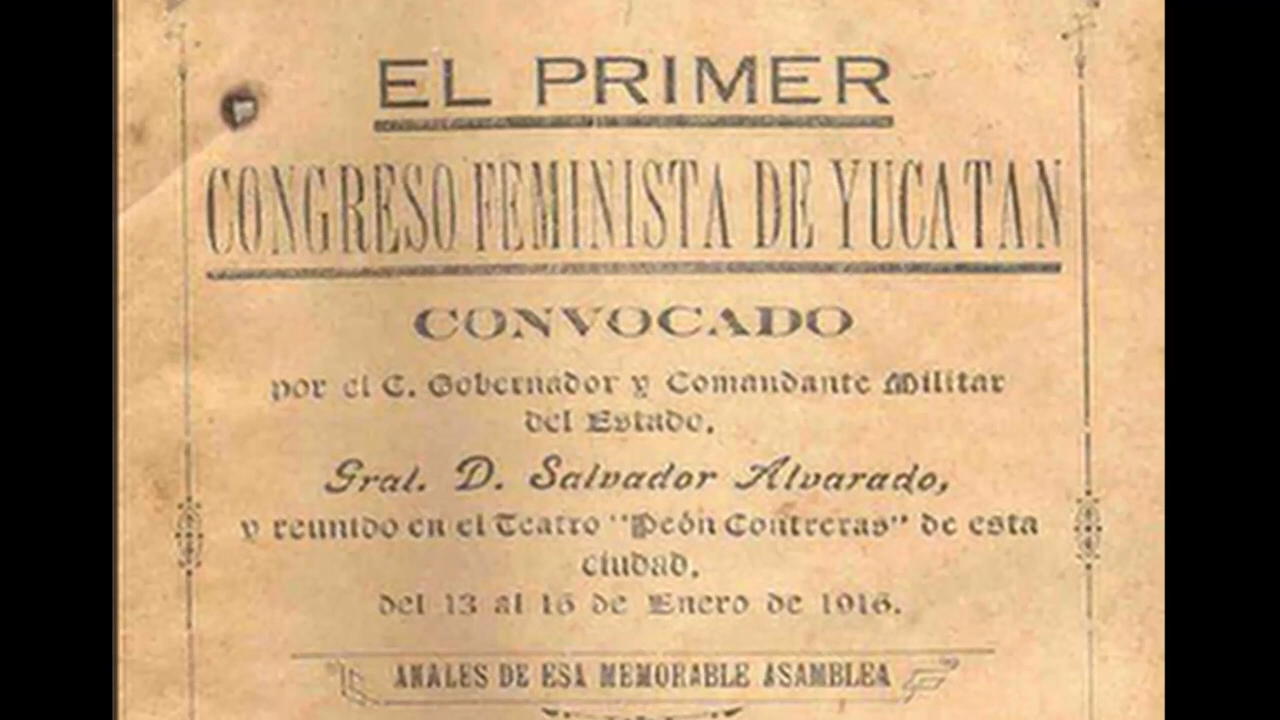 EL PRIMER
CONGRESO FEMINISTA DE YUCATAN
CONVOCADO
por el C. Gobernador y Comandante Militar
del Estado,
Gral. D. Salvador Alvarado,
y reunido en el Teatro "Peón Contreras" de esta
ciudad,
del 13 al 16 de Enero de 1916.
ANALES DE ESA MEMORABLE ASAMBLEA